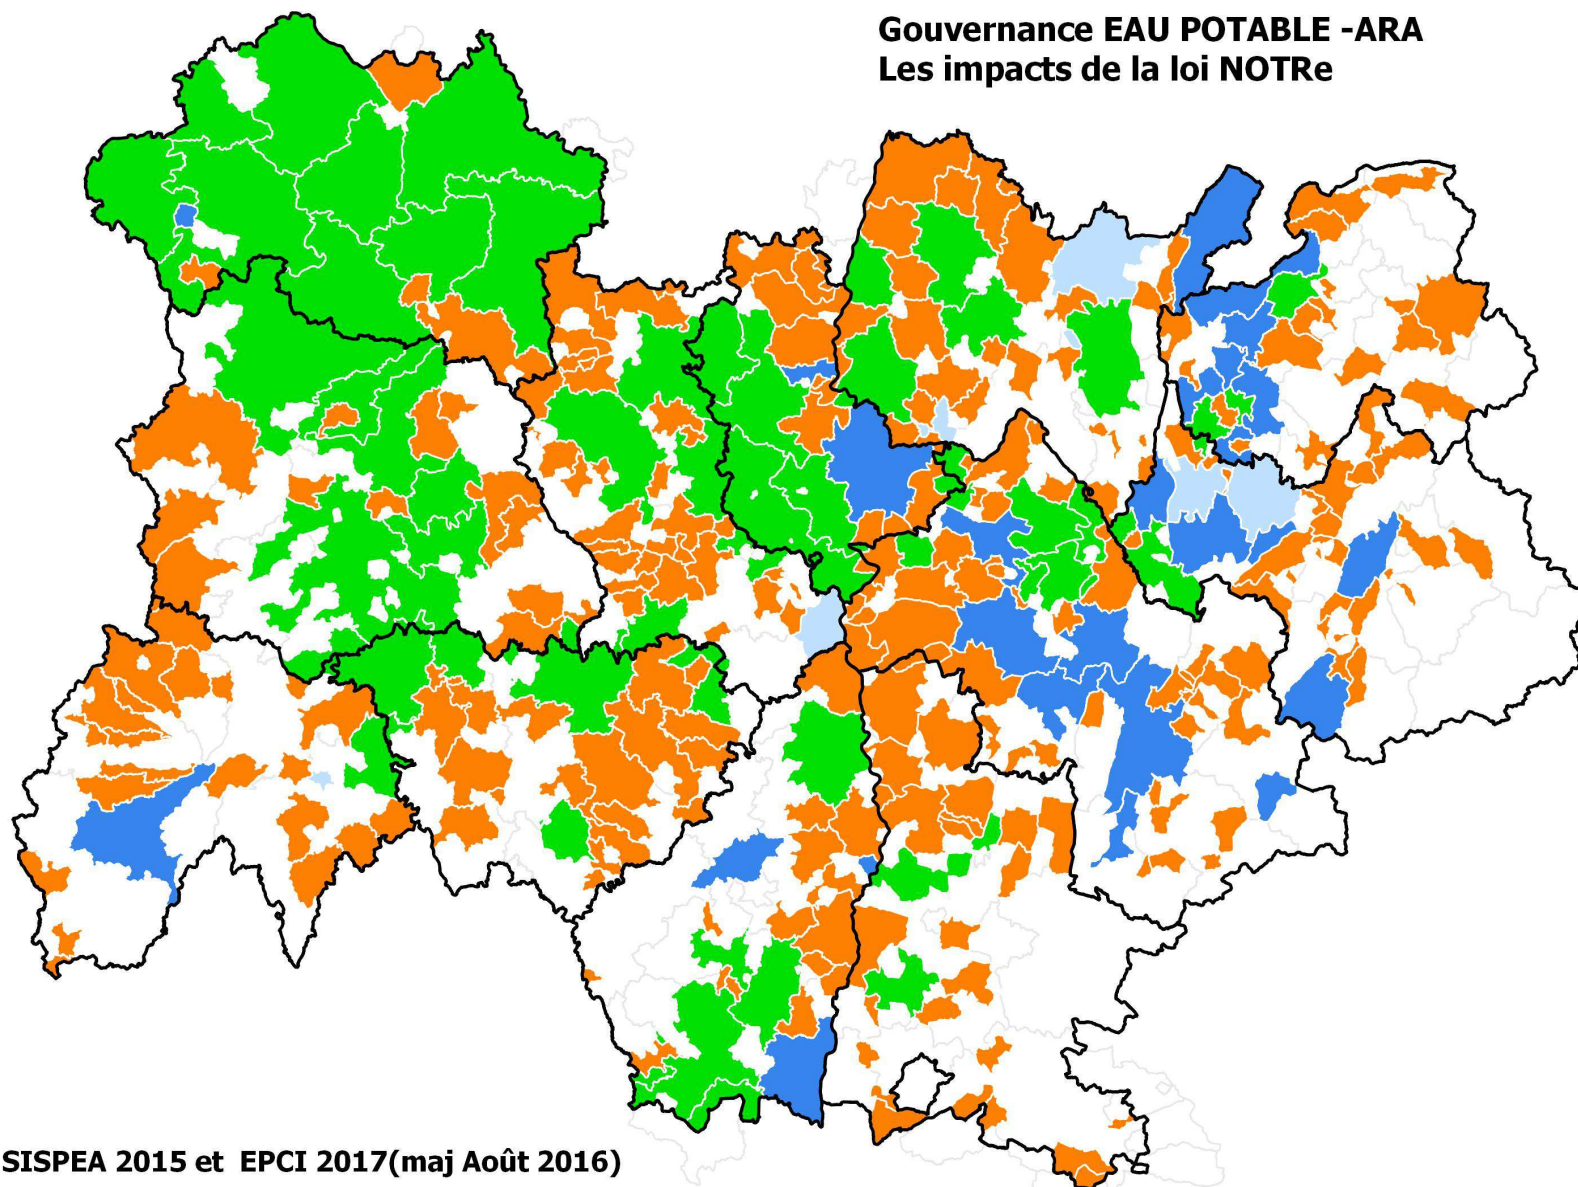 Gouvernance EAU POTABLE -ARA
Les impacts de la loi NOTRe
SISPEA 2015 et EPCI 2017(maj Août 2016)